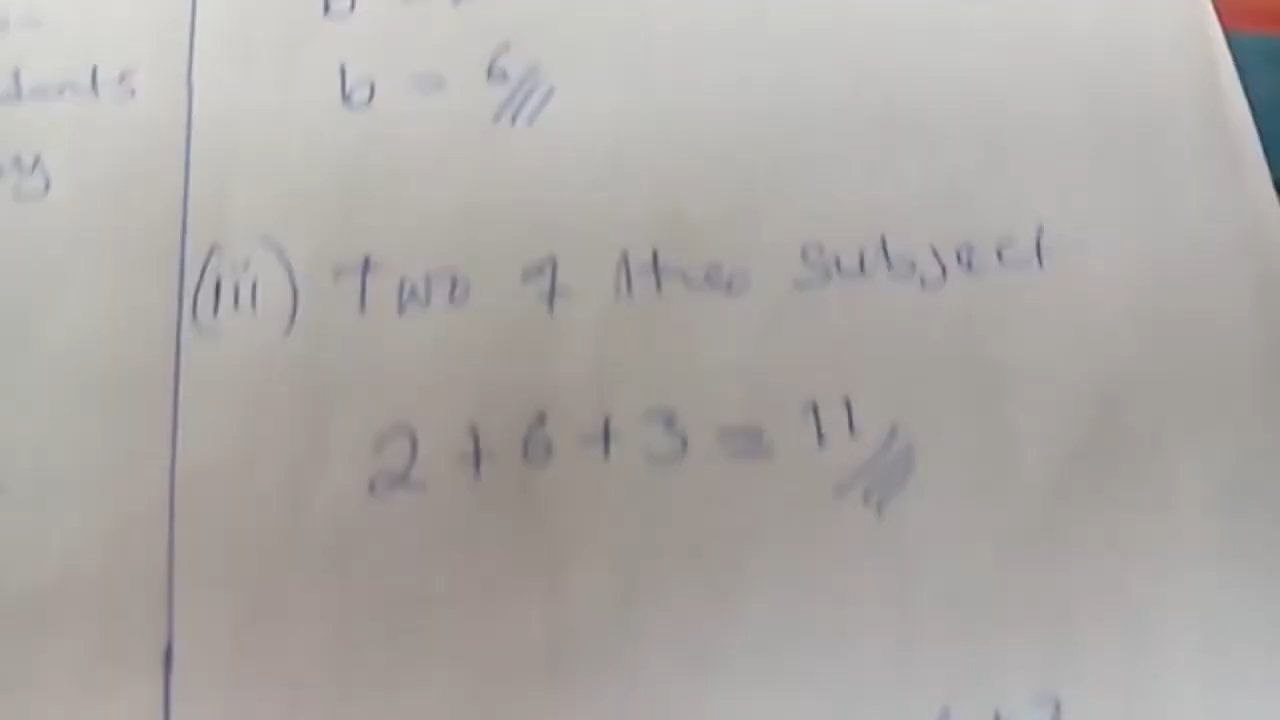 b = 6
(iii) Two of the subject
2 + 6 + 3 = 11